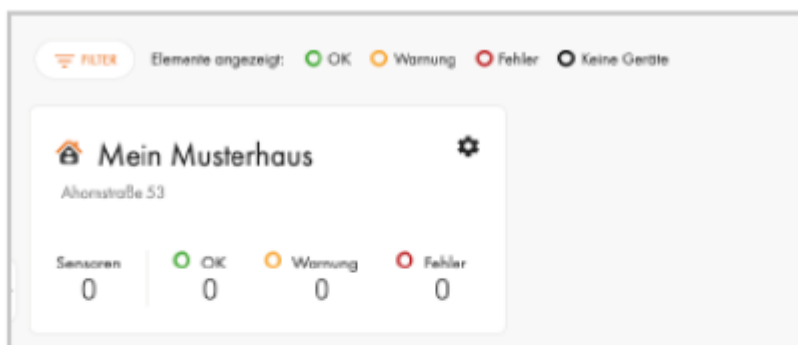 FILTER Elemente angezeigt: OK Warnung Fehler Keine Geräte
Mein Musterhaus
Ahornstraße 53
Sensoren OK Warnung Fehler
0 0 0 0